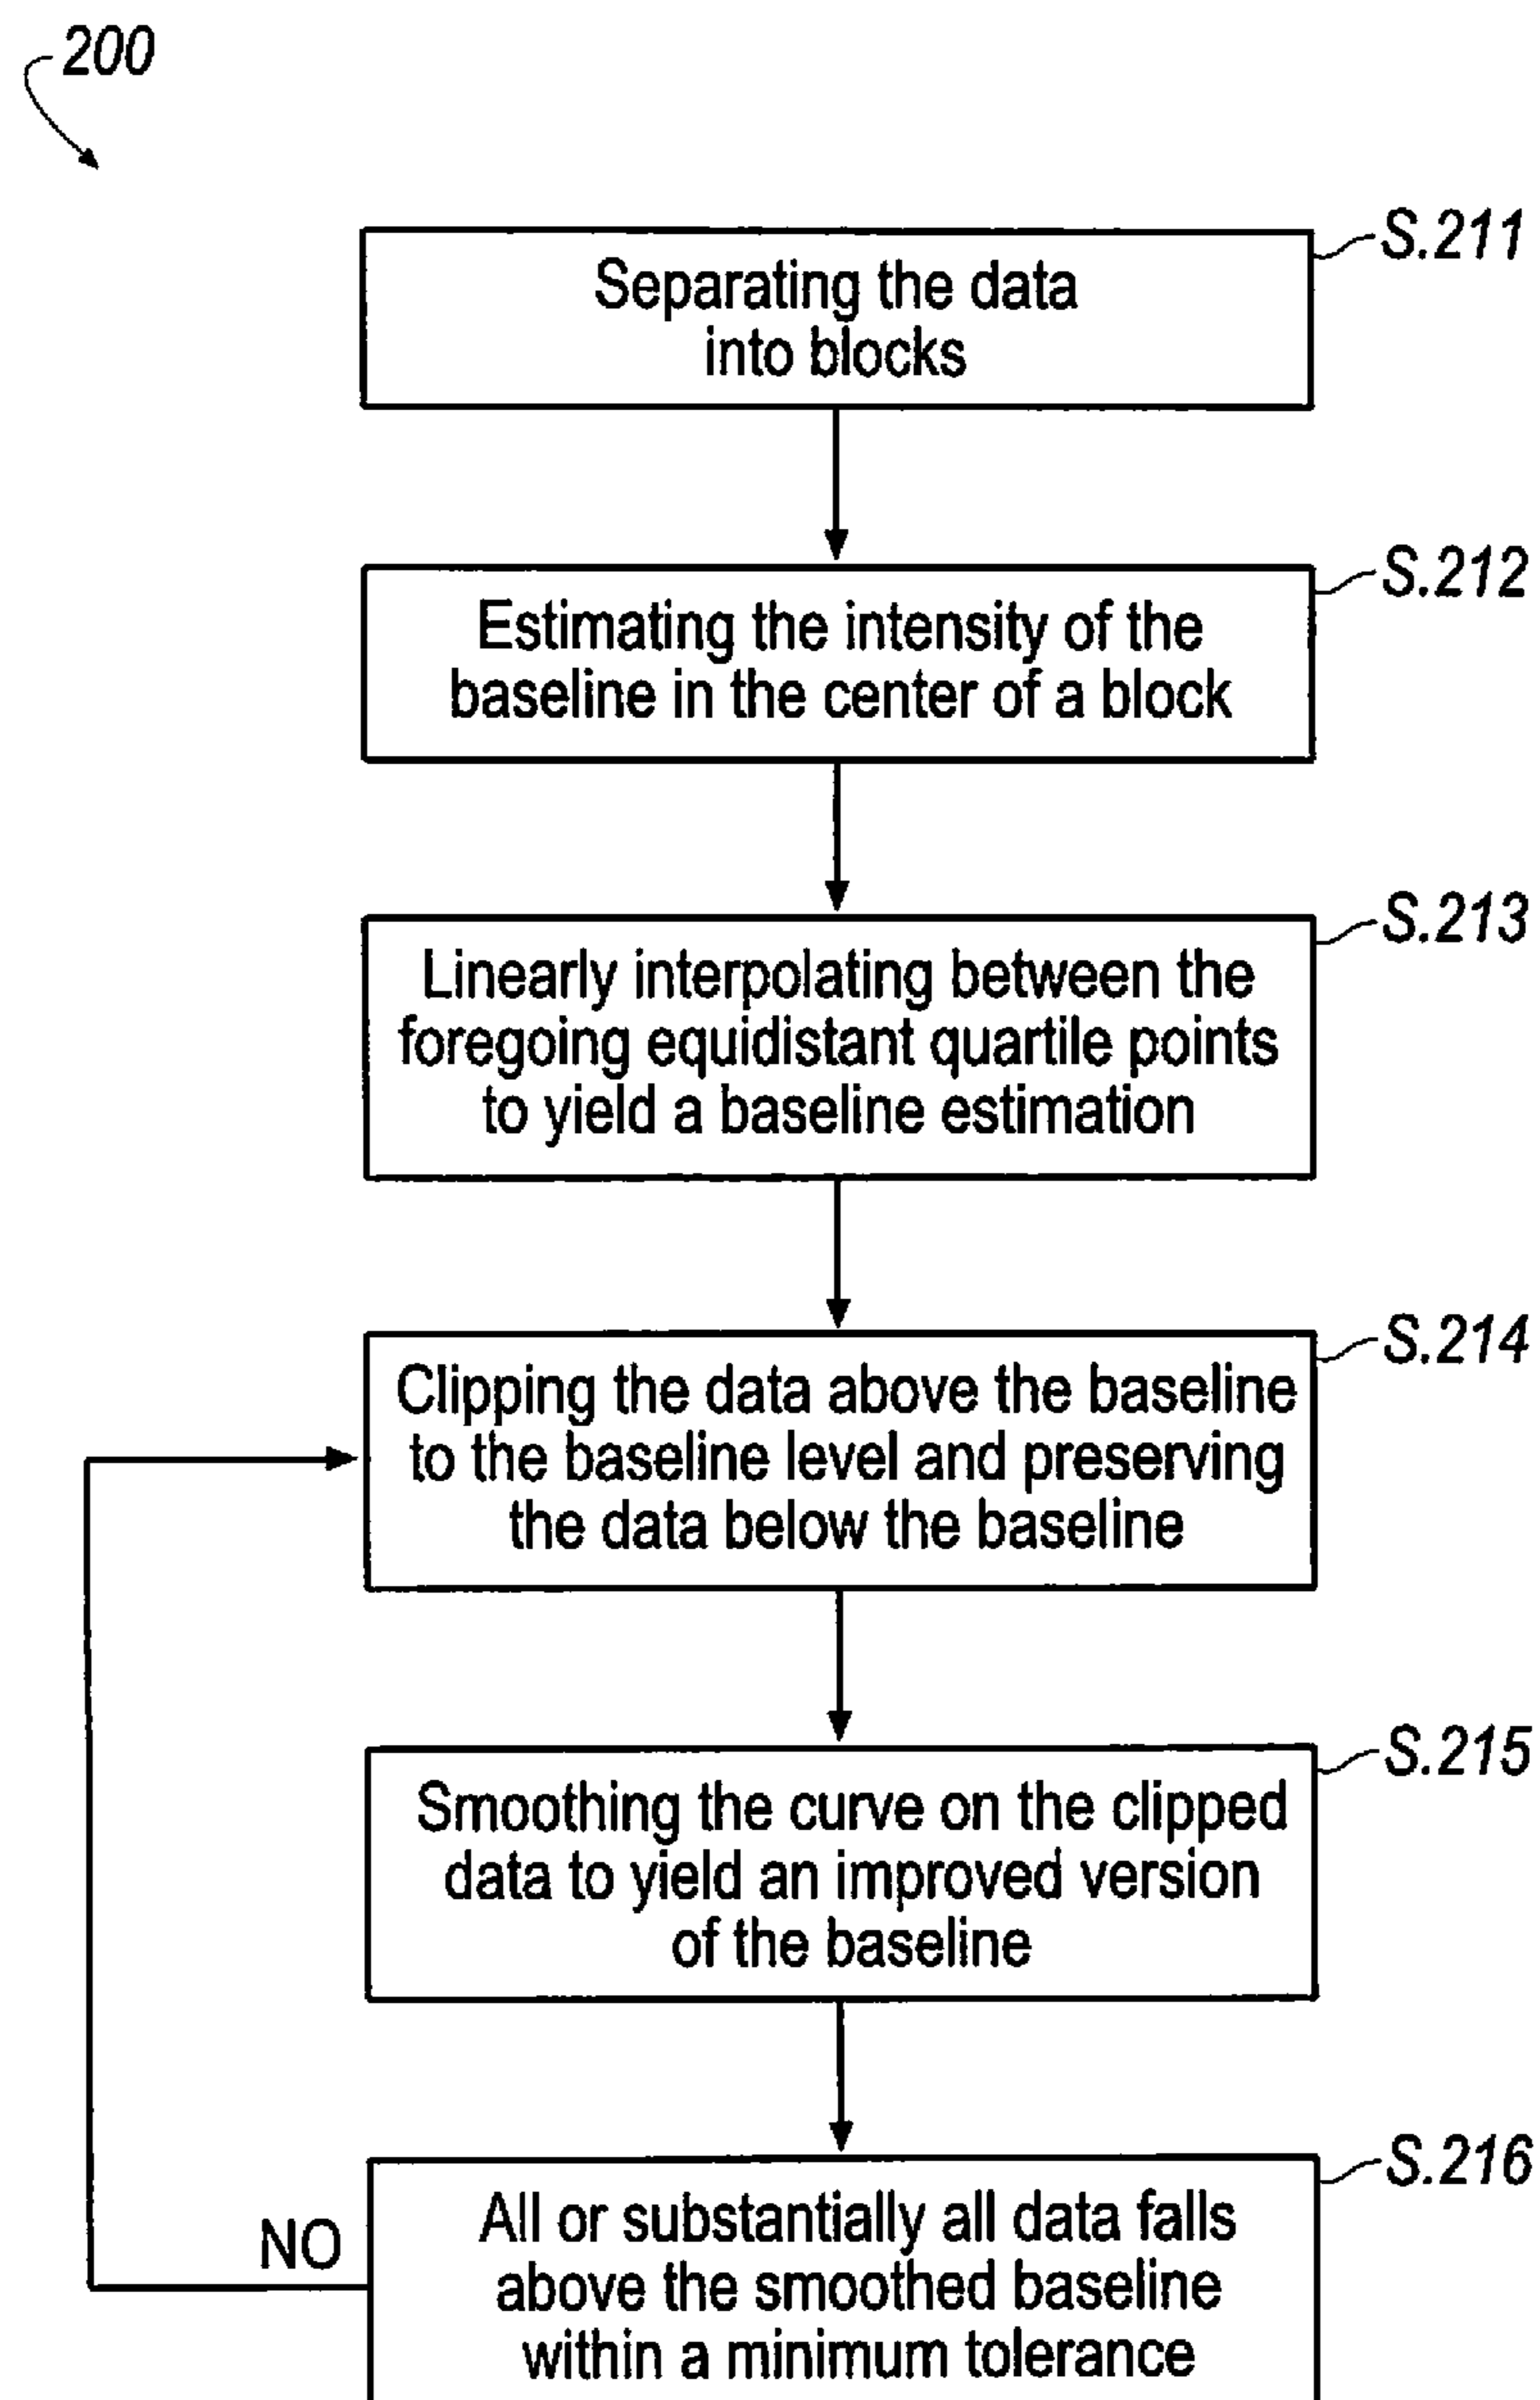 200
S.211
Separating the data
into blocks
S.212
Estimating the intensity of the
baseline in the center of a block
S.213
Linearly interpolating between the
foregoing equidistant quartile points
to yield a baseline estimation
S.214
Clipping the data above the baseline
to the baseline level and preserving
the data below the baseline
S.215
Smoothing the curve on the clipped
data to yield an improved version
of the baseline
S.216
NO
All or substantially all data falls
above the smoothed baseline
within a minimum tolerance